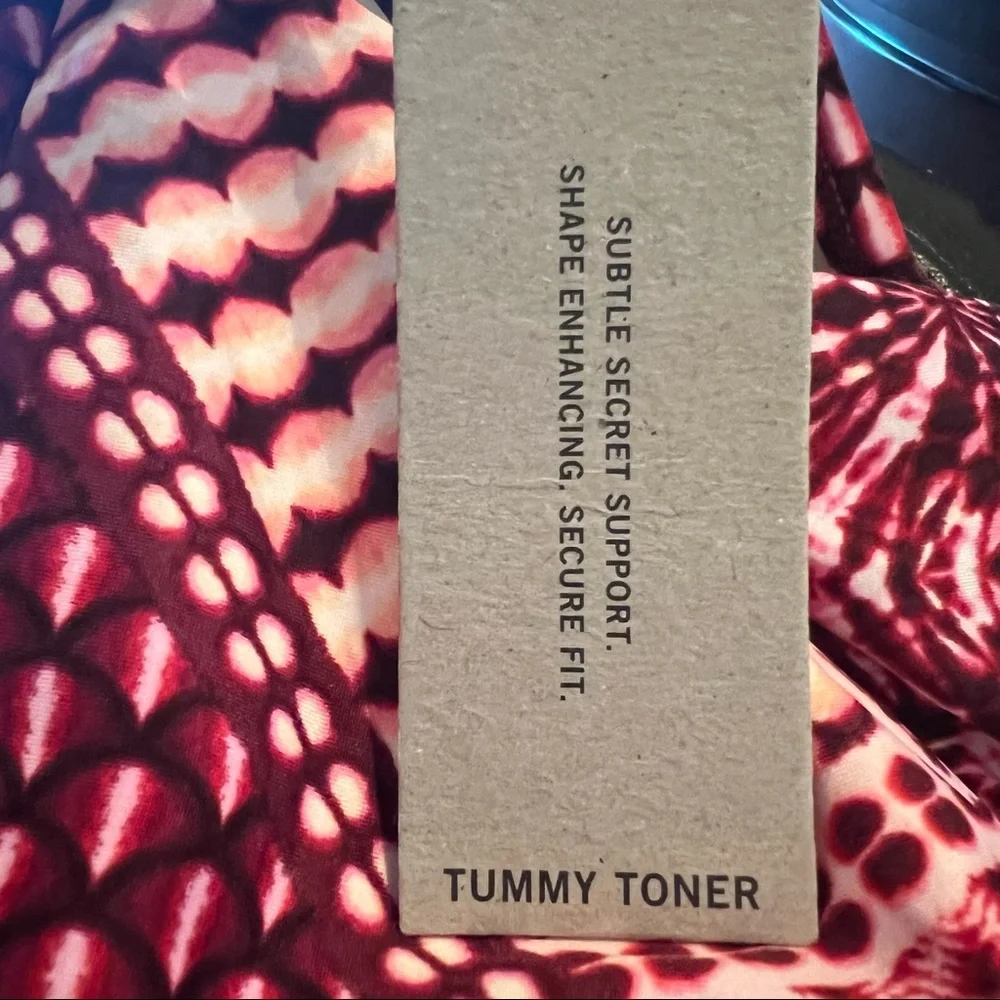 SUBTLE SECRET SUPPORT.
SHAPE ENHANCING. SECURE FIT.
TUMMY TONER